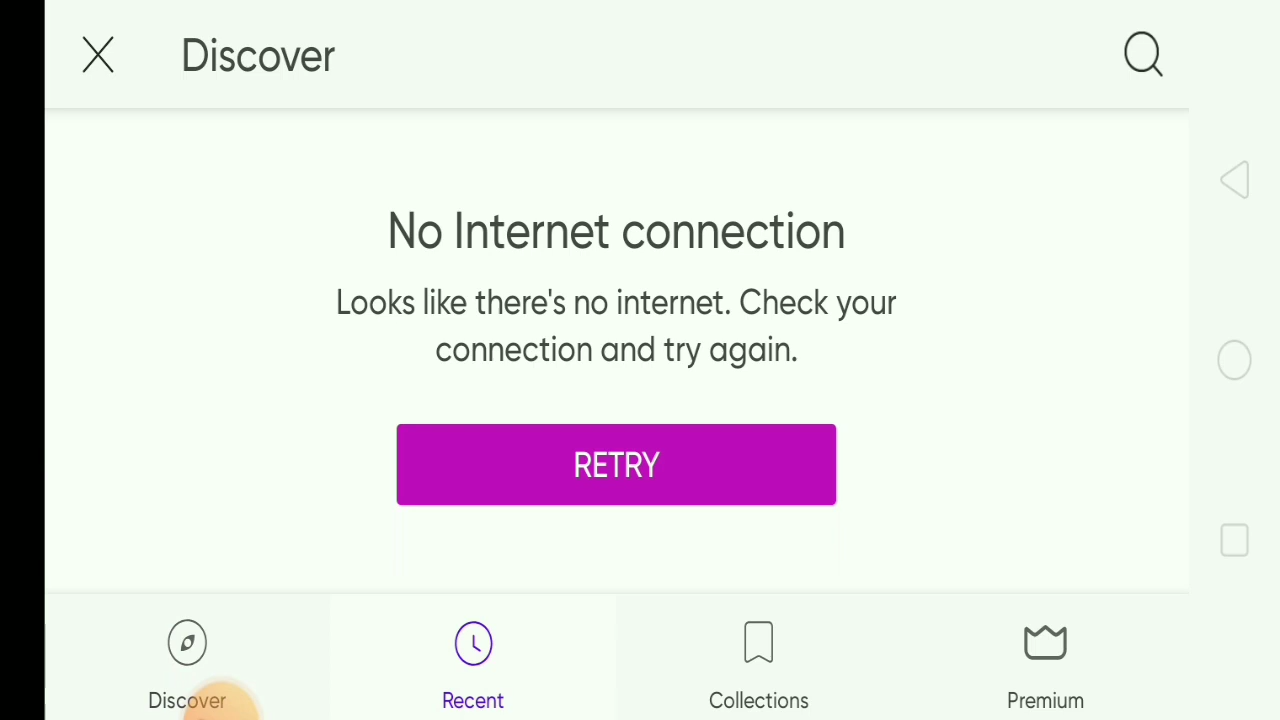 Discover
No Internet connection
Looks like there's no internet. Check your
connection and try again.
RETRY
Discover
Recent
Collections
Premium